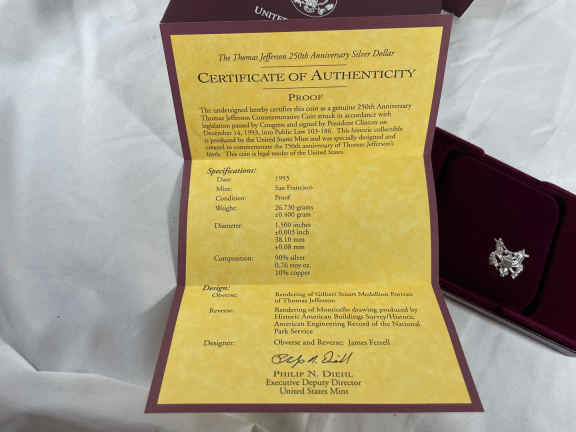 UNITED
The Thomas Jefferson 250th Anniversary Silver Dollar
CERTIFICATE OF AUTHENTICITY
PROOF
The undersigned hereby certifies this coin as a genuine 250th Anniversary
Thomas Jefferson Commemorative Coin struck in accordance with
legislation passed by Congress and signed by President Clinton on
December 14, 1993, into Public Law 103-186. This historic collectible
is produced by the United States Mint and was specially designed and
created to commemorate the 250th anniversary of Thomas Jefferson's
birth. This coin is legal tender of the United States.
Specifications:
Date: 1993
Mint: San Francisco
Condition: Proof
Weight: 26.730 grams
±0.400 gram
Diameter: 1.500 inches
±0.003 inch
38.10 mm
±0.08 mm
Composition: 90% silver
0.76 troy oz.
10% copper
Design:
Obverse: Rendering of Gilbert Stuart Medallion Portrait
of Thomas Jefferson
Reverse: Rendering of Monticello drawing produced by
Historic American Buildings Survey/Historic
American Engineering Record of the National
Park Service
Designer: Obverse and Reverse: James Ferrell
PHILIP N. DIEHL
Executive Deputy Director
United States Mint